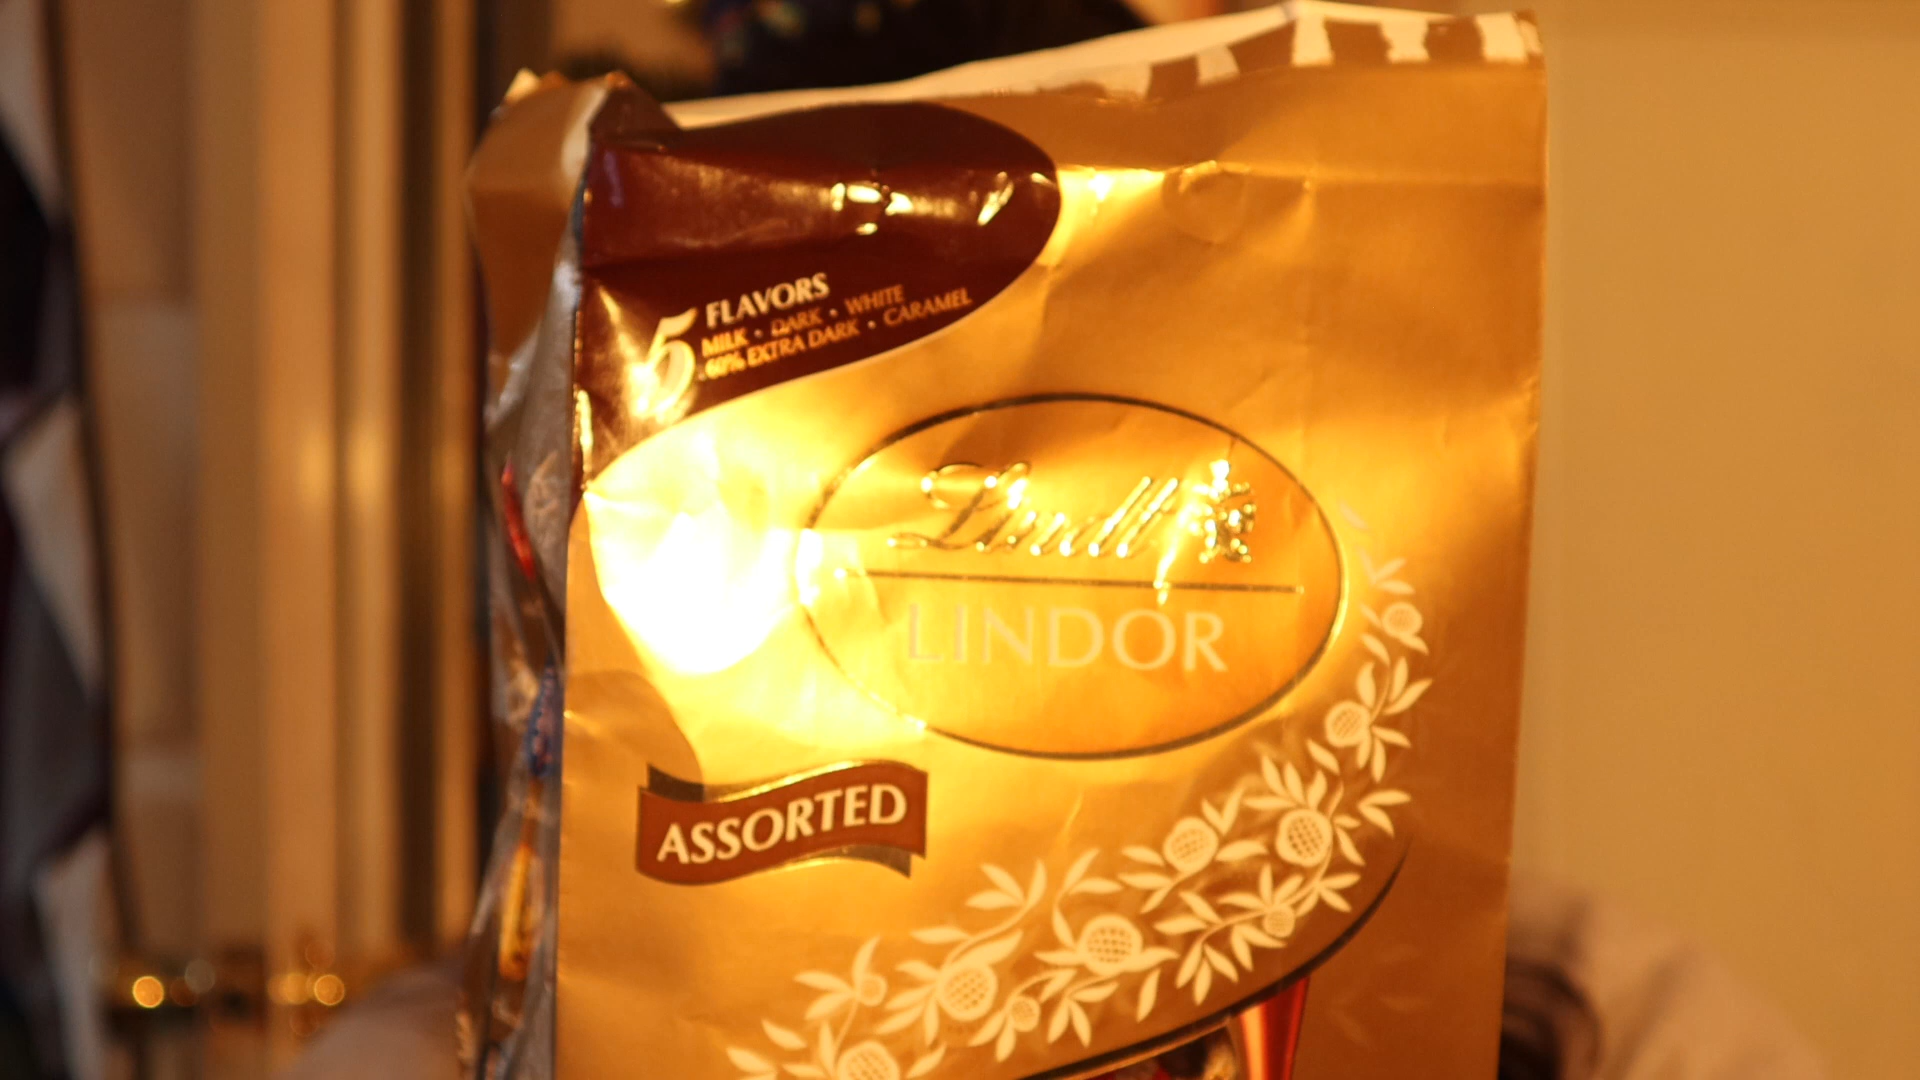 5 FLAVORS
MILK • DARK • WHITE
60% EXTRA DARK • CARAMEL
Lindt
LINDOR
ASSORTED